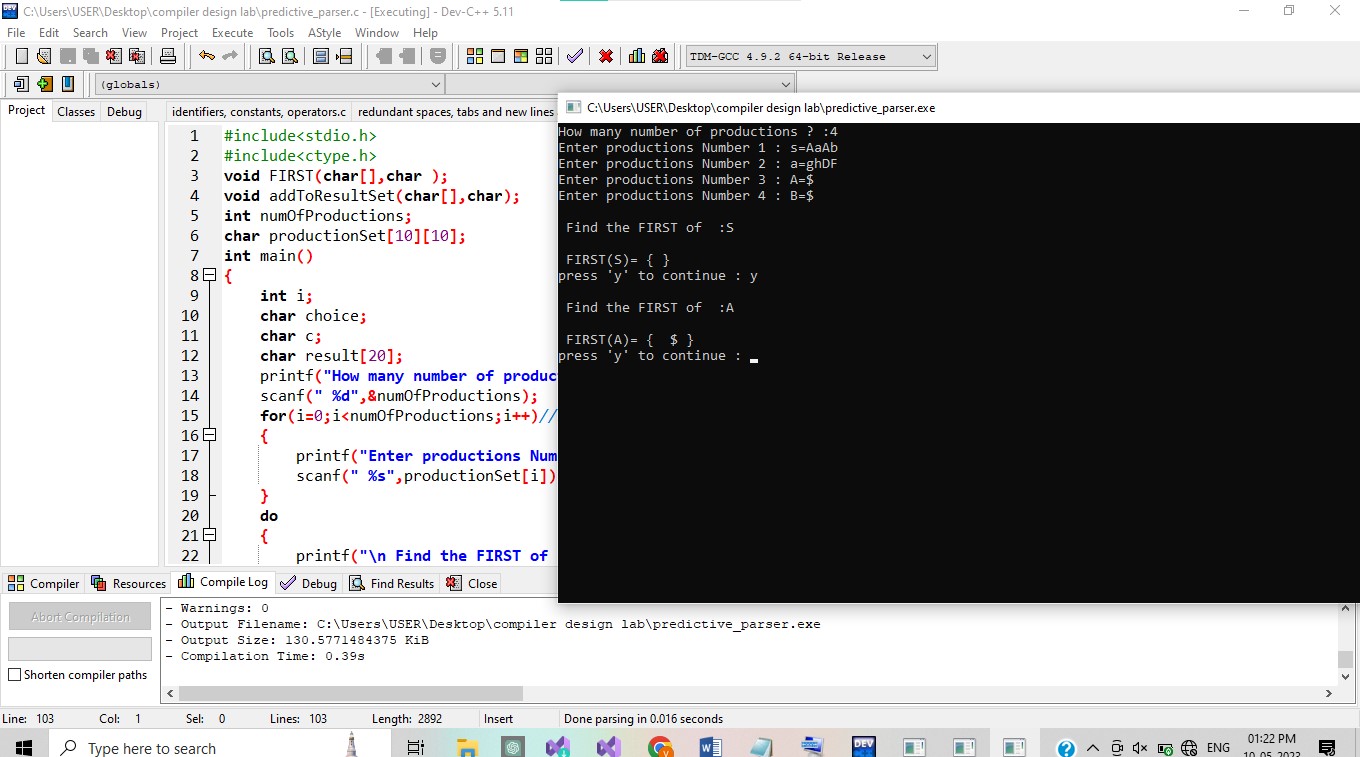 C:\Users\USER\Desktop\compiler design lab\predictive_parser.c - [Executing] - Dev-C++ 5.11
File Edit Search View Project Execute Tools AStyle Window Help
TDM-GCC 4.9.2 64-bit Release
(globals)
Project Classes Debug
identifiers, constants, operators.c redundant spaces, tabs and new lines
1 #include<stdio.h>
2 #include<ctype.h>
3 void FIRST(char[],char );
4 void addToResultSet(char[],char);
5 int numOfProductions;
6 char productionSet[10][10];
7 int main()
8 {
9 int i;
10 char choice;
11 char c;
12 char result[20];
13 printf("How many number of produc
14 scanf(" %d",&numOfProductions);
15 for(i=0;i<numOfProductions;i++)//
16 {
17 printf("Enter productions Num
18 scanf(" %s",productionSet[i])
19 }
20 do
21 {
22 printf("\n Find the FIRST of
C:\Users\USER\Desktop\compiler design lab\predictive_parser.exe
How many number of productions ? :4
Enter productions Number 1 : s=AaAb
Enter productions Number 2 : a=ghDF
Enter productions Number 3 : A=$
Enter productions Number 4 : B=$
Find the FIRST of  :S
FIRST(S)= { }
press 'y' to continue : y
Find the FIRST of  :A
FIRST(A)= {  $ }
press 'y' to continue :
Compiler Resources Compile Log Debug Find Results Close
Abort Compilation
Shorten compiler paths
- Warnings: 0
- Output Filename: C:\Users\USER\Desktop\compiler design lab\predictive_parser.exe
- Output Size: 130.5771484375 KiB
- Compilation Time: 0.39s
Line: 103 Col: 1 Sel: 0 Lines: 103 Length: 2892 Insert Done parsing in 0.016 seconds
Type here to search
DEV
ENG
01:22 PM
10-05-2023